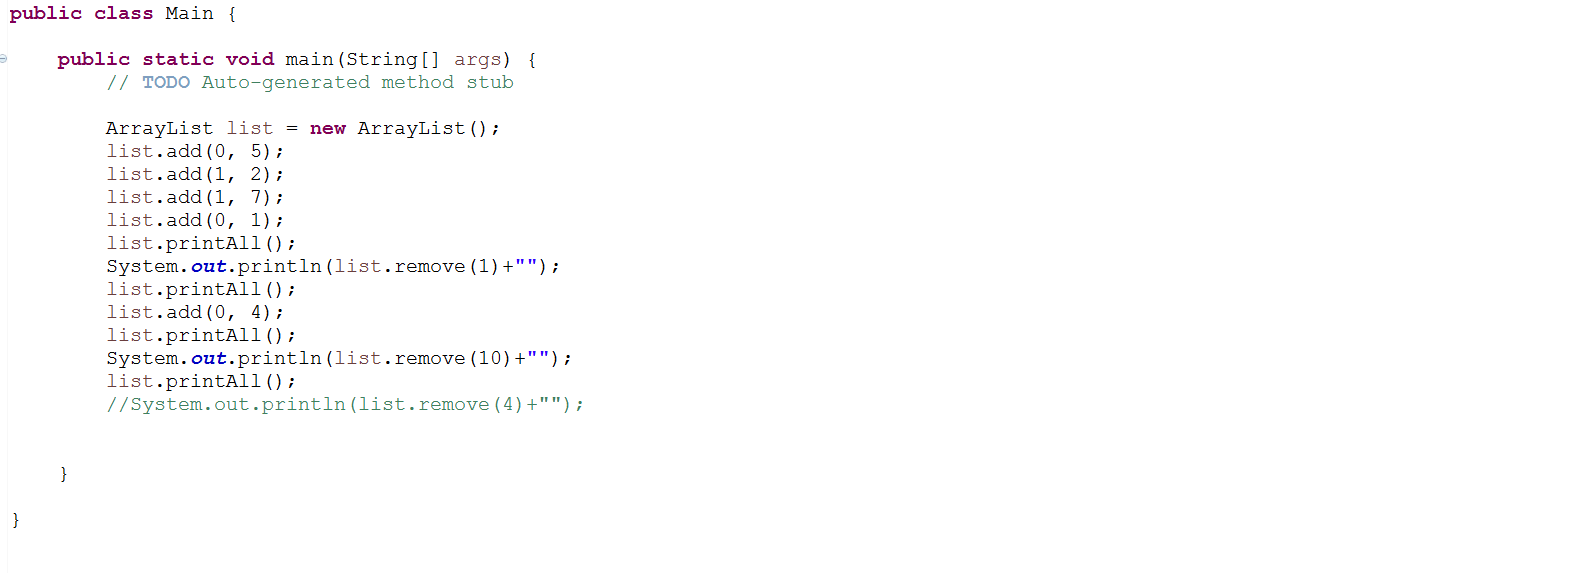 public class Main {
public static void main(String[] args) {
// TODO Auto-generated method stub
ArrayList list = new ArrayList();
list.add(0, 5);
list.add(1, 2);
list.add(1, 7);
list.add(0, 1);
list.printAll();
System.out.println(list.remove(1)+"");
list.printAll();
list.add(0, 4);
list.printAll();
System.out.println(list.remove(10)+"");
list.printAll();
//System.out.println(list.remove(4)+"");
}
}